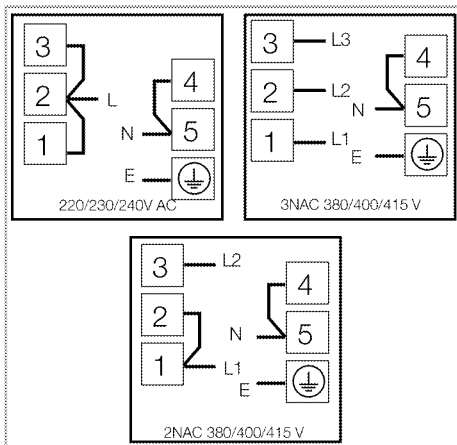 3
2 L
1
4
N 5
E
220/230/240V AC
3 L3
2 L2
1 L1
4
N 5
E
3NAC 380/400/415 V
3 L2
2
1 L1
4
N 5
E
2NAC 380/400/415 V